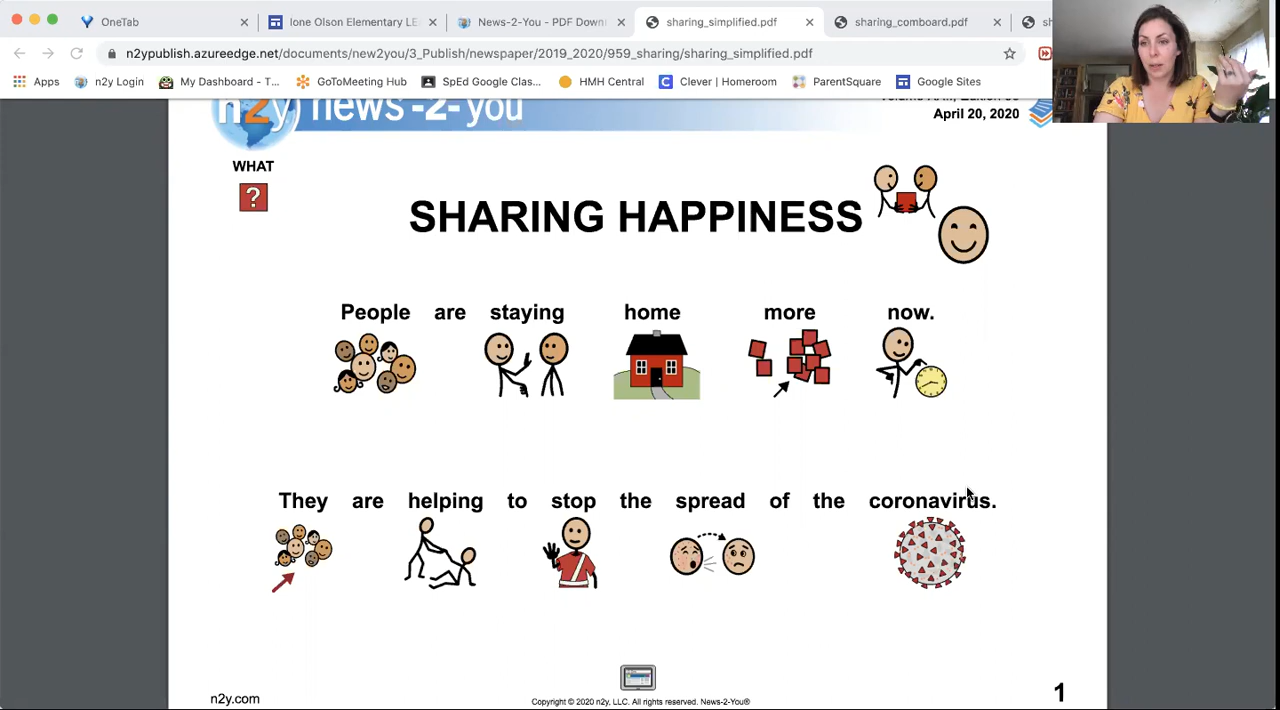 OneTab
Ione Olson Elementary LE
News-2-You - PDF Down
sharing_simplified.pdf
sharing_comboard.pdf
n2ypublish.azureedge.net/documents/new2you/3_Publish/newspaper/2019_2020/959_sharing/sharing_simplified.pdf
Apps
n2y Login
My Dashboard - T...
GoToMeeting Hub
SpEd Google Clas...
HMH Central
Clever | Homeroom
ParentSquare
Google Sites
n2y news-2-you
April 20, 2020
WHAT
?
SHARING HAPPINESS
People are staying home more now.
They are helping to stop the spread of the coronavirus.
n2y.com
Copyright © 2020 n2y, LLC. All rights reserved. News-2-You®
1